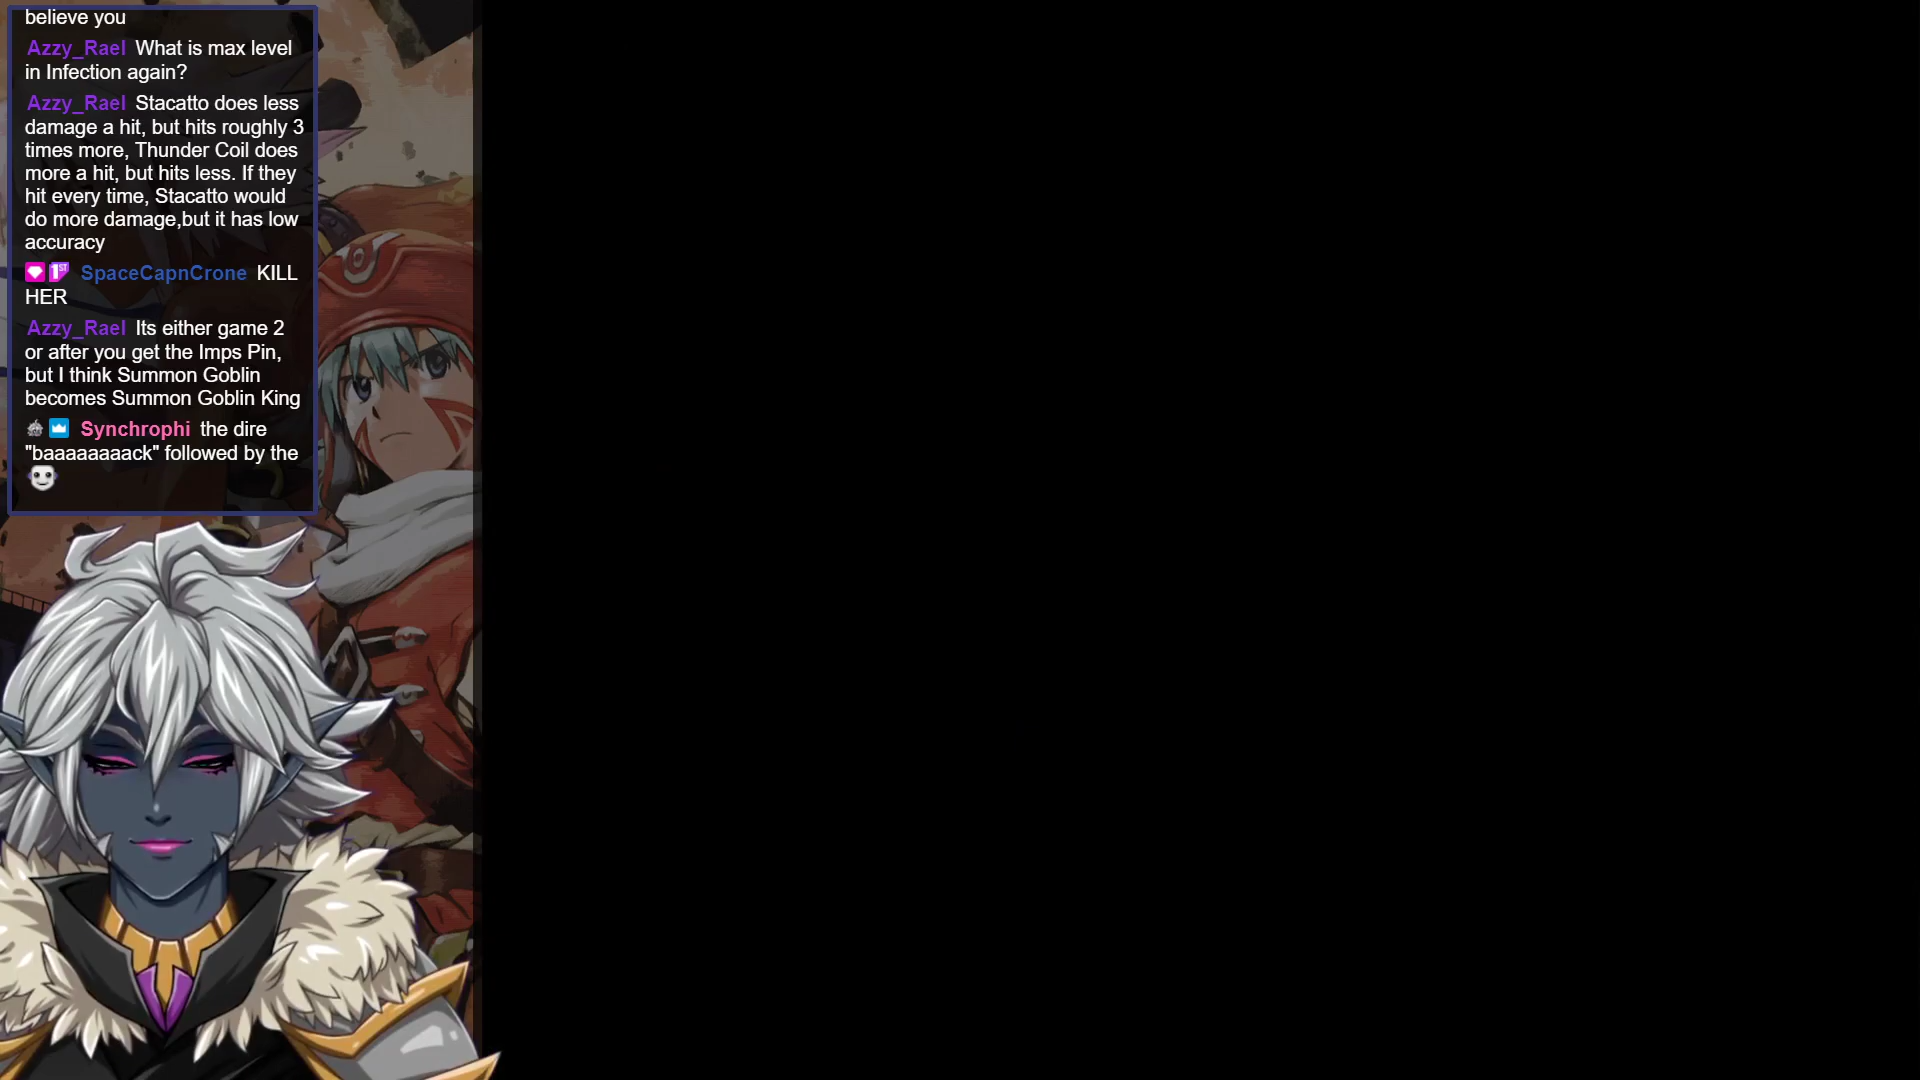 believe you
Azzy_Rael What is max level
in Infection again?
Azzy_Rael Stacatto does less
damage a hit, but hits roughly 3
times more, Thunder Coil does
more a hit, but hits less. If they
hit every time, Stacatto would
do more damage,but it has low
accuracy
1ST SpaceCapnCrone KILL
HER
Azzy_Rael Its either game 2
or after you get the Imps Pin,
but I think Summon Goblin
becomes Summon Goblin King
Synchrophi the dire
"baaaaaaaack" followed by the